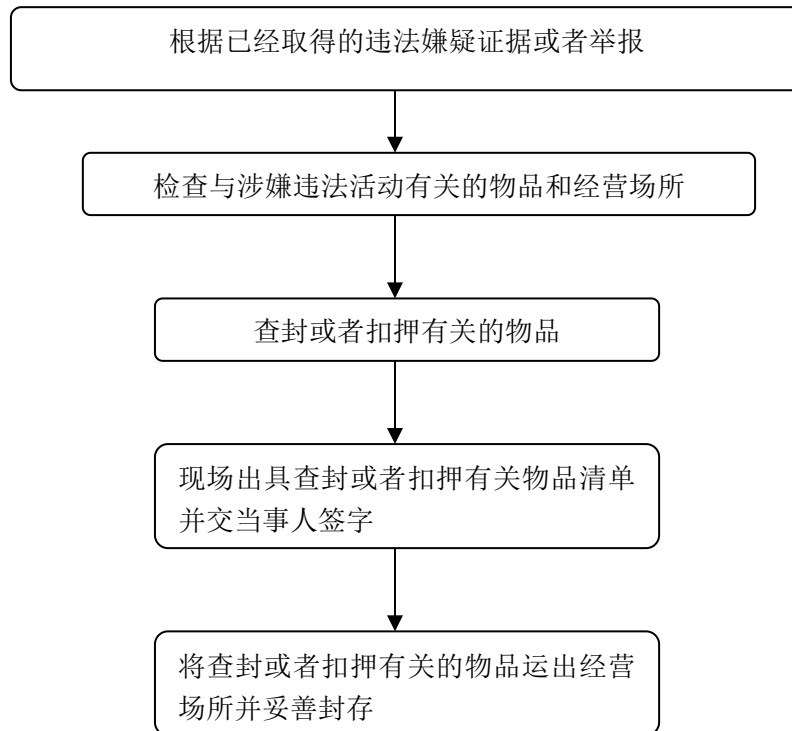 根据已经取得的违法嫌疑证据或者举报
检查与涉嫌违法活动有关的物品和经营场所
查封或者扣押有关的物品
现场出具查封或者扣押有关物品清单
并交当事人签字
将查封或者扣押有关的物品运出经营
场所并妥善封存